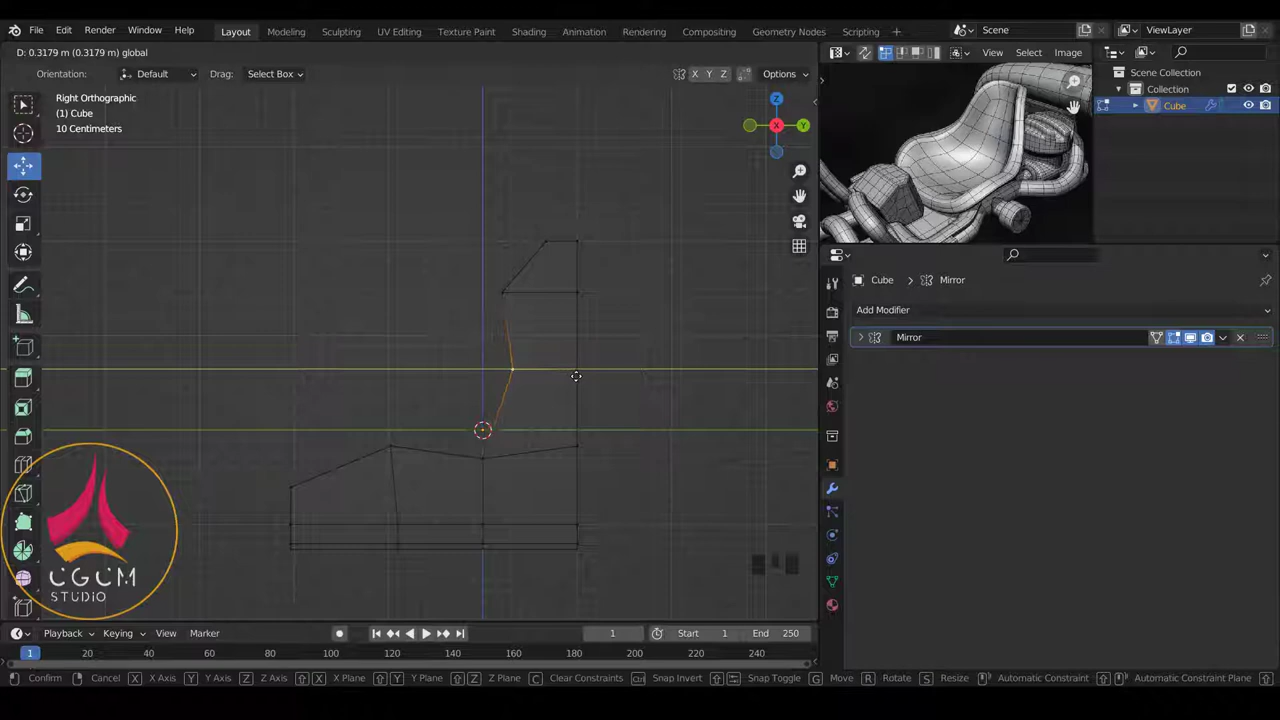 File Edit Render Window Help Layout Modeling Sculpting UV Editing Texture Paint Shading Animation Rendering Compositing Geometry Nodes Scripting + Scene ViewLayer
D: 0.3179 m (0.3179 m) global
View Select Image
Orientation: Default Drag: Select Box X Y Z Options
Scene Collection
Collection
Cube
Right Orthographic
(1) Cube
10 Centimeters
Z
X
Y
Cube > Mirror
Add Modifier
Mirror
CGCM
STUDIO
Playback Keying View Marker 1 Start 1 End 250
1 20 40 60 80 100 120 140 160 180 200 220 240
Confirm Cancel X X Axis Y Y Axis Z Z Axis X X Plane Y Y Plane Z Z Plane C Clear Constraints Ctrl Snap Invert Snap Toggle G Move R Rotate S Resize Automatic Constraint Automatic Constraint Plane